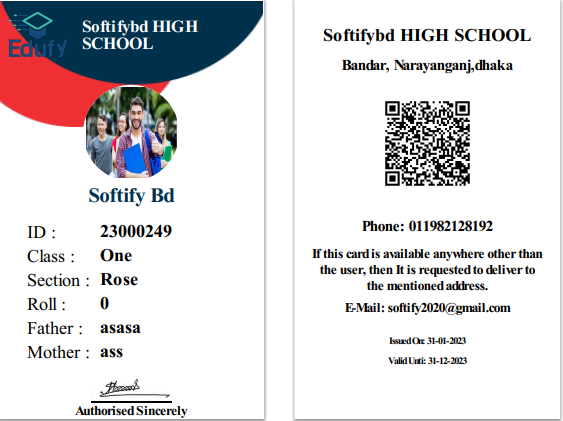 Edufy
Softifybd HIGH
SCHOOL
Softify Bd
ID : 23000249
Class : One
Section : Rose
Roll : 0
Father : asasa
Mother : ass
Authorised Sincerely
Softifybd HIGH SCHOOL
Bandar, Narayanganj,dhaka
Phone: 011982128192
If this card is available anywhere other than
the user, then It is requested to deliver to
the mentioned address.
E-Mail: softify2020@gmail.com
Issued On: 31-01-2023
Valid Unti: 31-12-2023